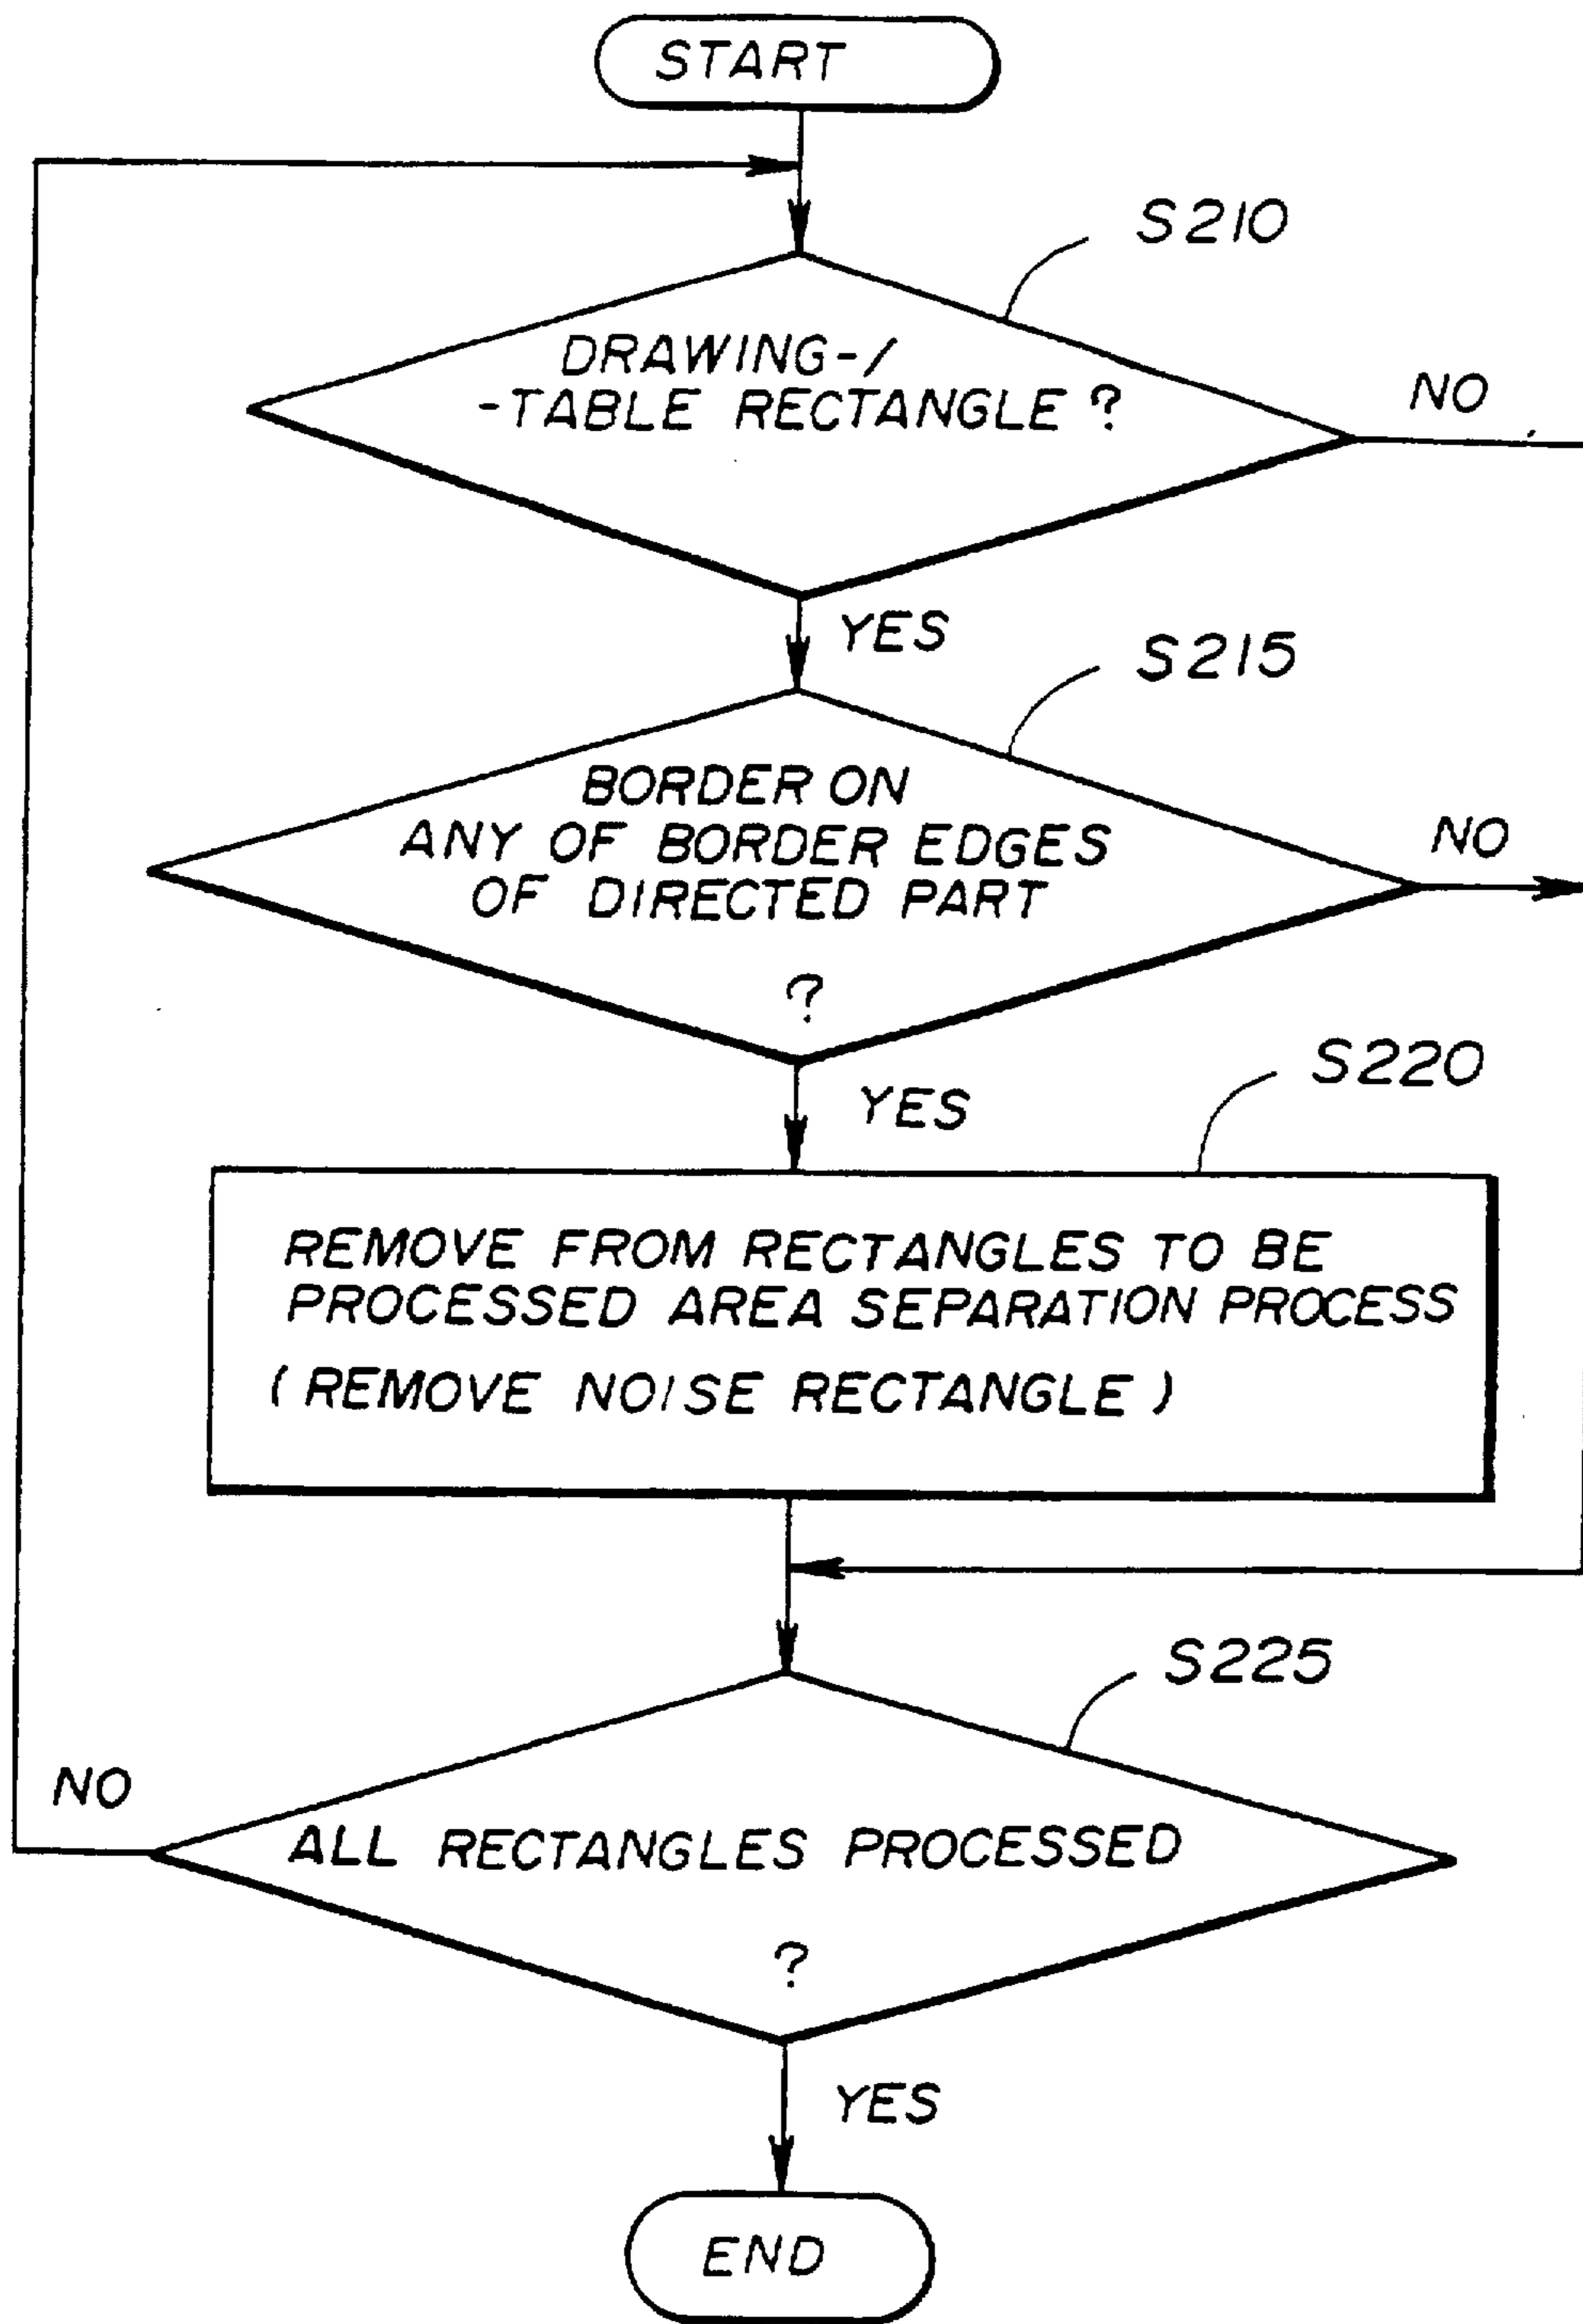 START
S210
DRAWING-/
-TABLE RECTANGLE ?
NO
YES
S215
BORDER ON
ANY OF BORDER EDGES
OF DIRECTED PART
?
NO
YES
S220
REMOVE FROM RECTANGLES TO BE
PROCESSED AREA SEPARATION PROCESS
( REMOVE NOISE RECTANGLE )
S225
NO
ALL RECTANGLES PROCESSED
?
YES
END